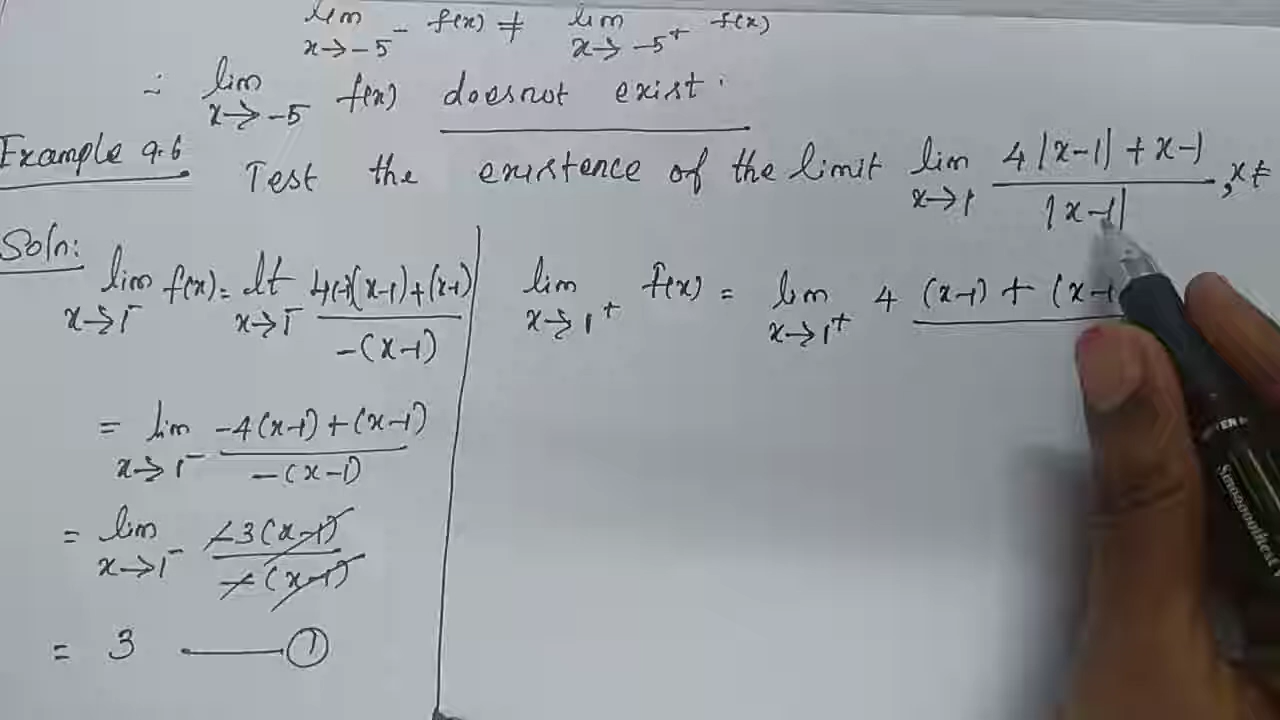 lim x→-5⁻ f(x) ≠ lim x→-5⁺ f(x)
∴ lim x→-5 f(x) doesnot exist.
Example 9.6 Test the existence of the limit lim x→1 (4|x-1| + x-1)/|x-1|, x≠
Soln:
lim x→1⁻ f(x) = lt x→1⁻ (4(-)(x-1)+(x-1))/(-(x-1))
= lim x→1⁻ (-4(x-1)+(x-1))/(-(x-1))
= lim x→1⁻ (-3(x-1))/(-(x-1))
= 3 —— ①
lim x→1⁺ f(x) = lim x→1⁺ 4 (x-1) + (x-1